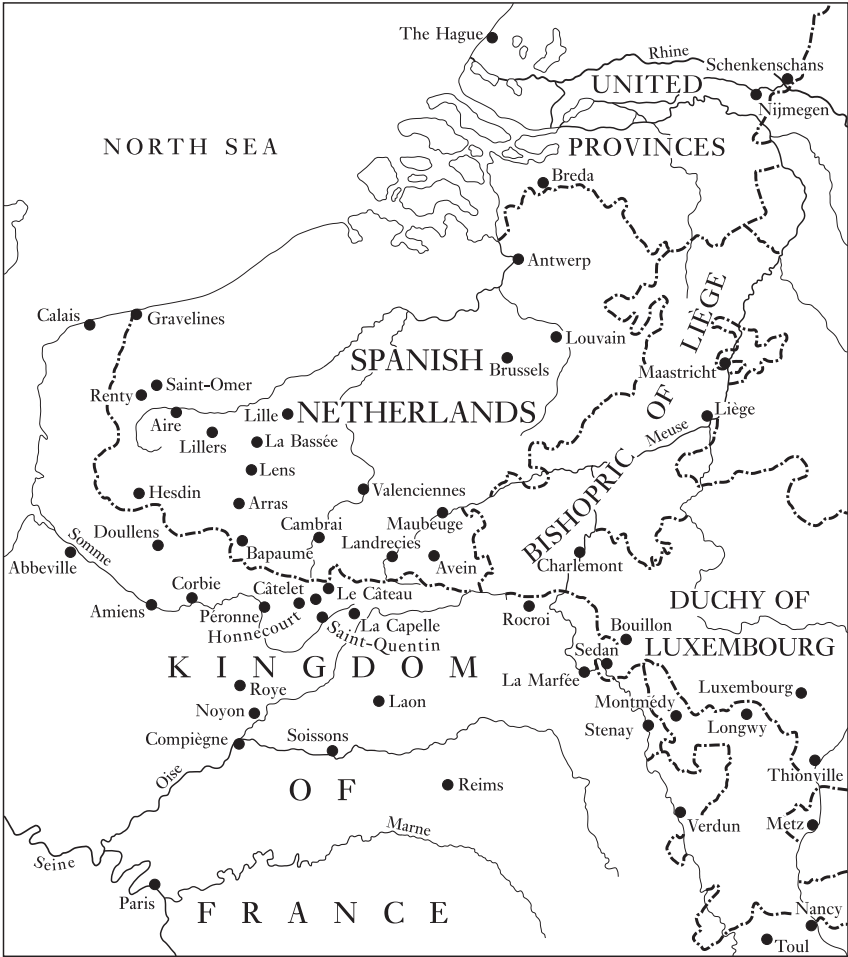 The Hague
Rhine
Schenkenschans
UNITED
Nijmegen
NORTH SEA
PROVINCES
Breda
Antwerp
Calais
Gravelines
LIÈGE
Louvain
SPANISH
Brussels
Maastricht
Saint-Omer
Renty
OF
Aire
Lille
NETHERLANDS
Liège
Lillers
La Bassée
Meuse
Lens
BISHOPRIC
Hesdin
Valenciennes
Arras
Maubeuge
Doullens
Cambrai
Somme
Bapaume
Landrecies
Avein
Charlemont
Abbeville
Corbie
Câtelet
Le Câteau
DUCHY OF
Amiens
Péronne
Honnecourt
La Capelle
Rocroi
Saint-Quentin
Bouillon
LUXEMBOURG
KINGDOM
Sedan
La Marfée
Roye
Laon
Montmédy
Luxembourg
Noyon
Stenay
Longwy
Compiègne
Soissons
Thionville
Oise
OF
Reims
Marne
Verdun
Metz
Seine
Paris
FRANCE
Nancy
Toul